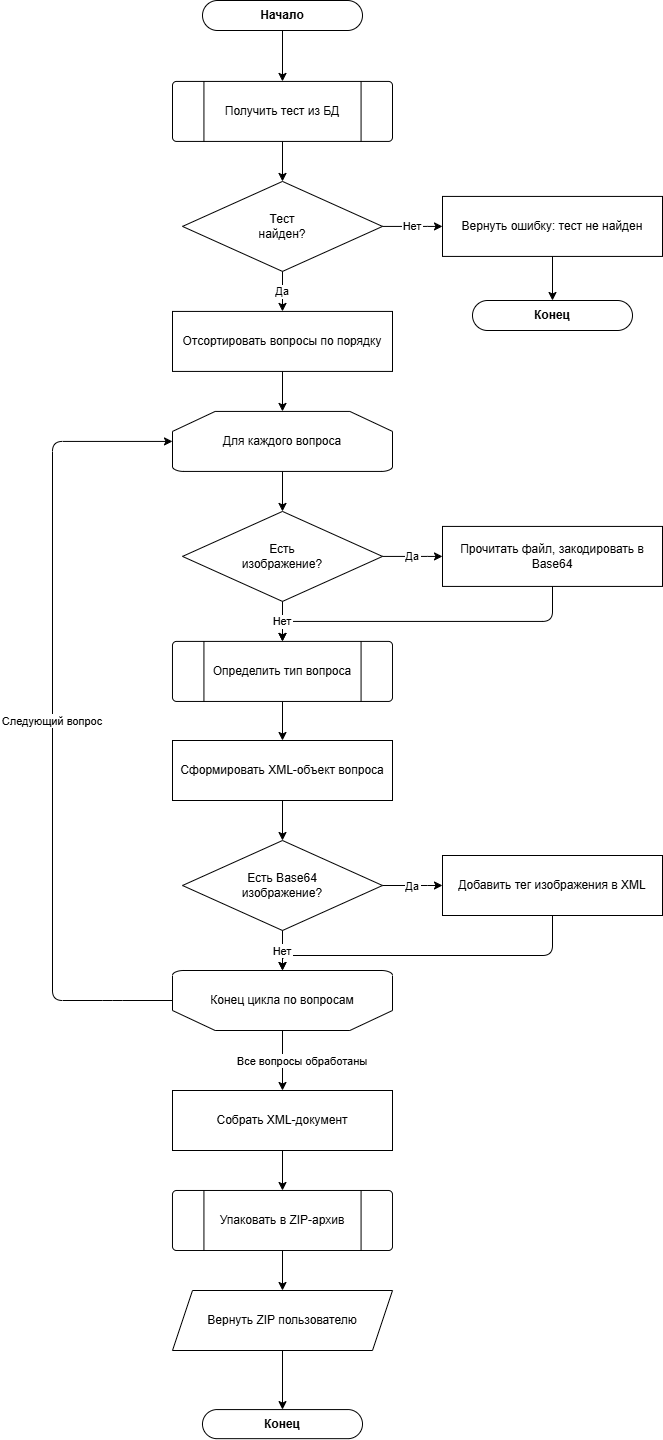 Начало
Получить тест из БД
Тест
найден?
Нет
Вернуть ошибку: тест не найден
Да
Конец
Отсортировать вопросы по порядку
Для каждого вопроса
Есть
изображение?
Да
Прочитать файл, закодировать в
Base64
Нет
Определить тип вопроса
Следующий вопрос
Сформировать XML-объект вопроса
Есть Base64
изображение?
Да
Добавить тег изображения в XML
Нет
Конец цикла по вопросам
Все вопросы обработаны
Собрать XML-документ
Упаковать в ZIP-архив
Вернуть ZIP пользователю
Конец